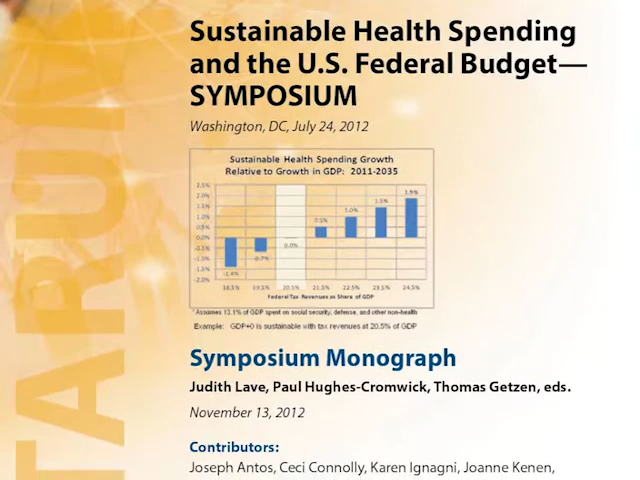 Sustainable Health Spending
and the U.S. Federal Budget—
SYMPOSIUM
Washington, DC, July 24, 2012
Sustainable Health Spending Growth
Relative to Growth in GDP: 2011-2035
2.5%
2.0%
1.5%
1.0%
0.5%
0.0%
-0.5%
-1.0%
-1.5%
-2.0%
-1.4%
-0.7%
0.0%
0.5%
1.0%
1.5%
1.9%
18.5%
19.5%
20.5%
21.5%
22.5%
23.5%
24.5%
Federal Tax Revenues as Share of GDP
* Assumes 13.1% of GDP spent on social security, defense, and other non-health
Example: GDP+0 is sustainable with tax revenues at 20.5% of GDP
Symposium Monograph
Judith Lave, Paul Hughes-Cromwick, Thomas Getzen, eds.
November 13, 2012
Contributors:
Joseph Antos, Ceci Connolly, Karen Ignagni, Joanne Kenen,
TARUM